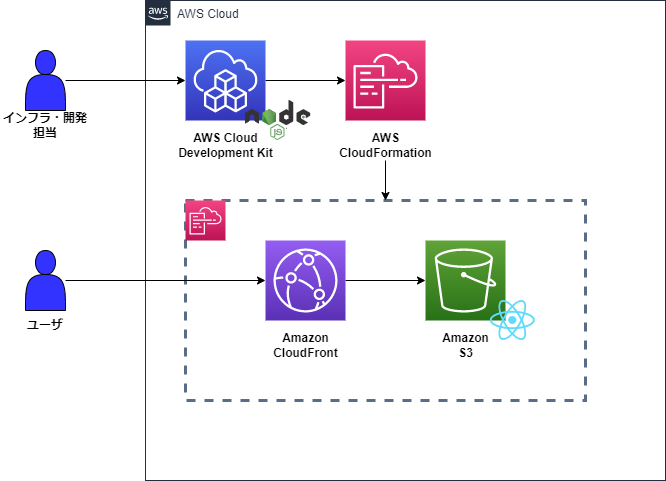 aws
AWS Cloud
インフラ・開発
担当
node
JS
AWS Cloud
Development Kit
AWS
CloudFormation
ユーザ
Amazon
CloudFront
Amazon
S3